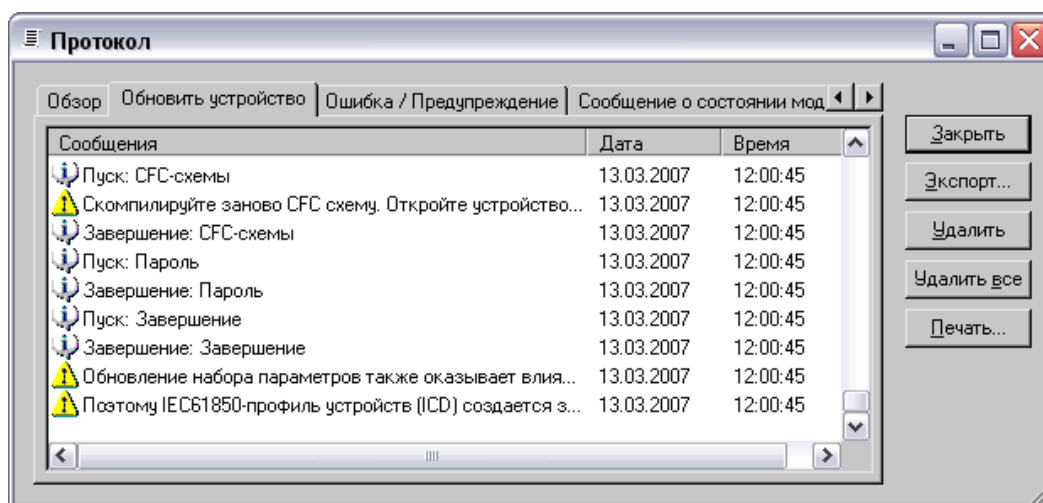 Протокол
Обзор Обновить устройство Ошибка / Предупреждение Сообщение о состоянии мод
Сообщения Дата Время
Пуск: CFC-схемы 13.03.2007 12:00:45
Скомпилируйте заново CFC схему. Откройте устройство... 13.03.2007 12:00:45
Завершение: CFC-схемы 13.03.2007 12:00:45
Пуск: Пароль 13.03.2007 12:00:45
Завершение: Пароль 13.03.2007 12:00:45
Пуск: Завершение 13.03.2007 12:00:45
Завершение: Завершение 13.03.2007 12:00:45
Обновление набора параметров также оказывает влия... 13.03.2007 12:00:45
Поэтому IEC61850-профиль устройств (ICD) создается з... 13.03.2007 12:00:45
Закрыть
Экспорт...
Удалить
Удалить все
Печать...